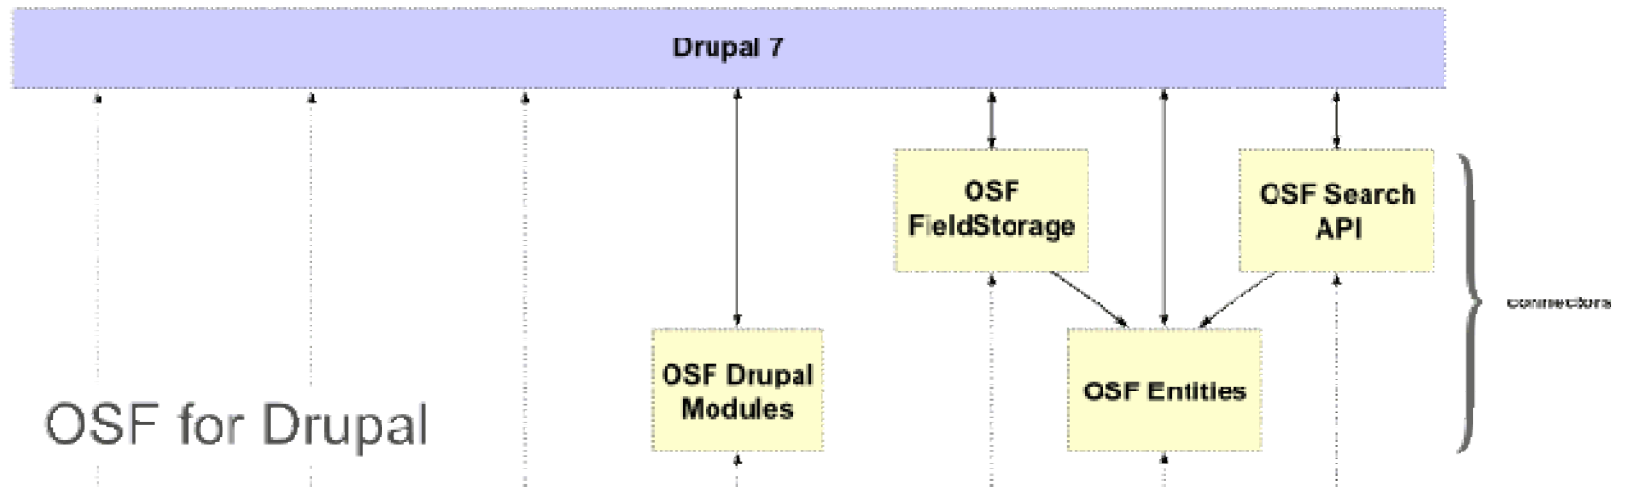 Drupal 7
OSF
FieldStorage
OSF Search
API
connectors
OSF Drupal
Modules
OSF Entities
OSF for Drupal